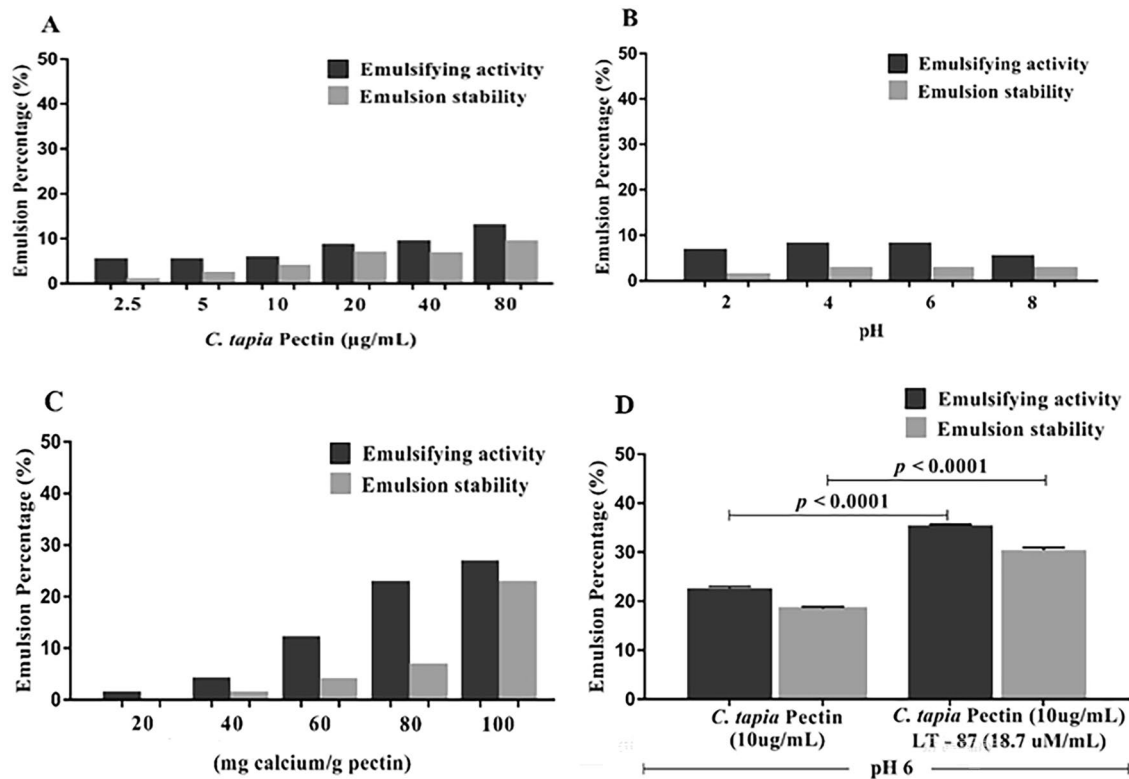 A
Emulsion Percentage (%)
50
40
30
20
10
0
Emulsifying activity
Emulsion stability
2.5 5 10 20 40 80
C. tapia Pectin (µg/mL)
B
Emulsion Percentage (%)
50
40
30
20
10
0
Emulsifying activity
Emulsion stability
2 4 6 8
pH
C
Emulsion Percentage (%)
50
40
30
20
10
0
Emulsifying activity
Emulsion stability
20 40 60 80 100
(mg calcium/g pectin)
D
Emulsifying activity
Emulsion stability
Emulsion Percentage (%)
50
40
30
20
10
0
p < 0.0001
p < 0.0001
C. tapia Pectin
(10ug/mL)
C. tapia Pectin (10ug/mL)
LT - 87 (18.7 uM/mL)
pH 6